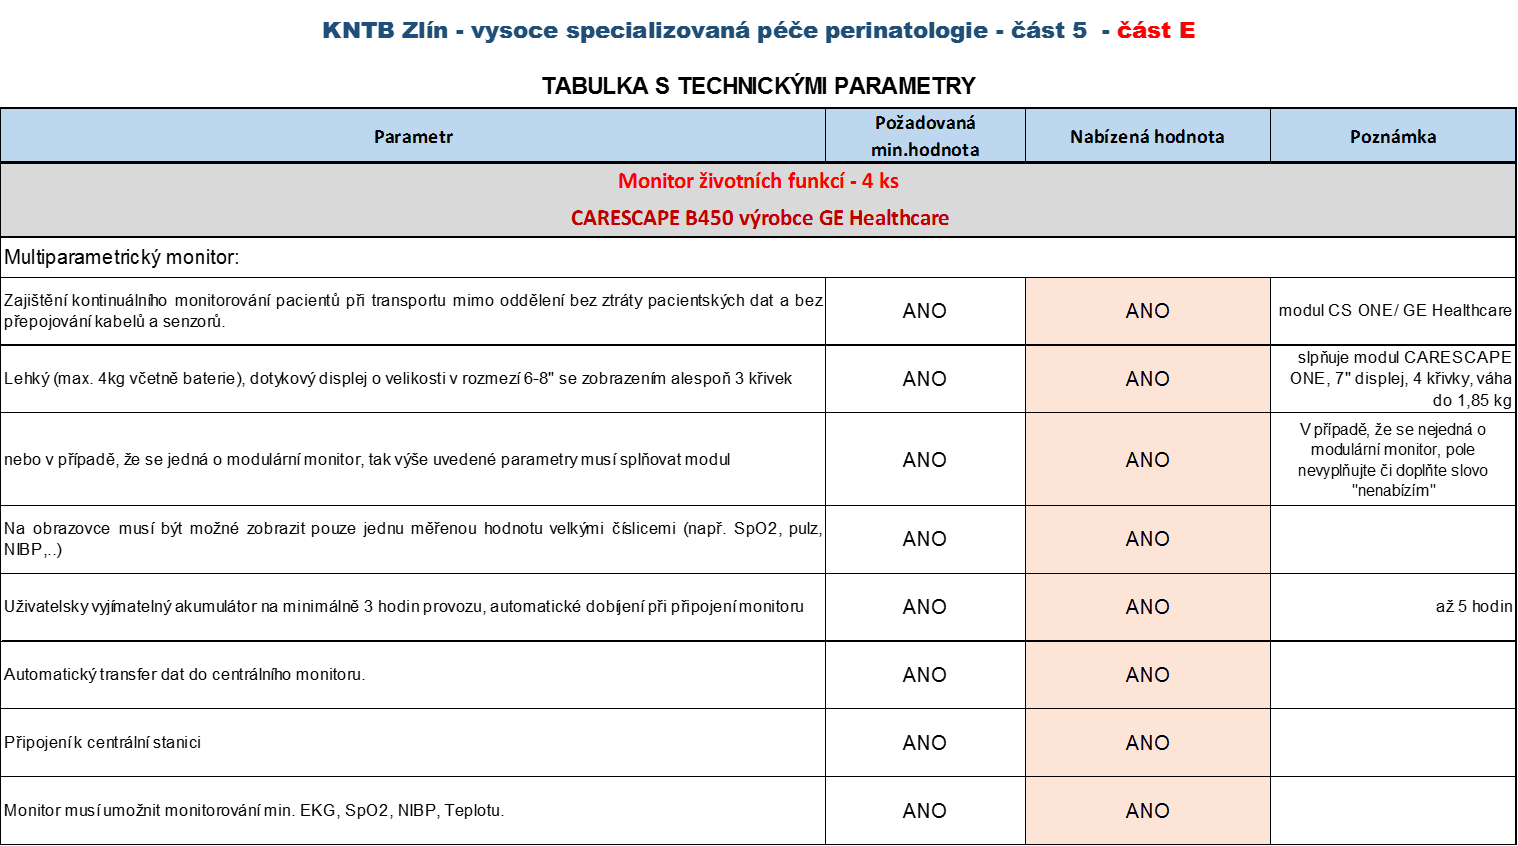 KNTB Zlín - vysoce specializovaná péče perinatologie - část 5  - část E
TABULKA S TECHNICKÝMI PARAMETRY
Parametr
Požadovaná
min.hodnota
Nabízená hodnota
Poznámka
Monitor životních funkcí - 4 ks
CARESCAPE B450 výrobce GE Healthcare
Multiparametrický monitor:
Zajištění kontinuálního monitorování pacientů při transportu mimo oddělení bez ztráty pacientských dat a bez
přepojování kabelů a senzorů.
ANO
ANO
modul CS ONE/ GE Healthcare
Lehký (max. 4kg včetně baterie), dotykový displej o velikosti v rozmezí 6-8" se zobrazením alespoň 3 křivek
ANO
ANO
slpňuje modul CARESCAPE
ONE, 7" displej, 4 křivky, váha
do 1,85 kg
nebo v případě, že se jedná o modulární monitor, tak výše uvedené parametry musí splňovat modul
ANO
ANO
V případě, že se nejedná o
modulární monitor, pole
nevyplňujte či doplňte slovo
"nenabízím"
Na obrazovce musí být možné zobrazit pouze jednu měřenou hodnotu velkými číslicemi (např. SpO2, pulz,
NIBP,..)
ANO
ANO
Uživatelsky vyjímatelný akumulátor na minimálně 3 hodin provozu, automatické dobíjení při připojení monitoru
ANO
ANO
až 5 hodin
Automatický transfer dat do centrálního monitoru.
ANO
ANO
Připojení k centrální stanici
ANO
ANO
Monitor musí umožnit monitorování min. EKG, SpO2, NIBP, Teplotu.
ANO
ANO